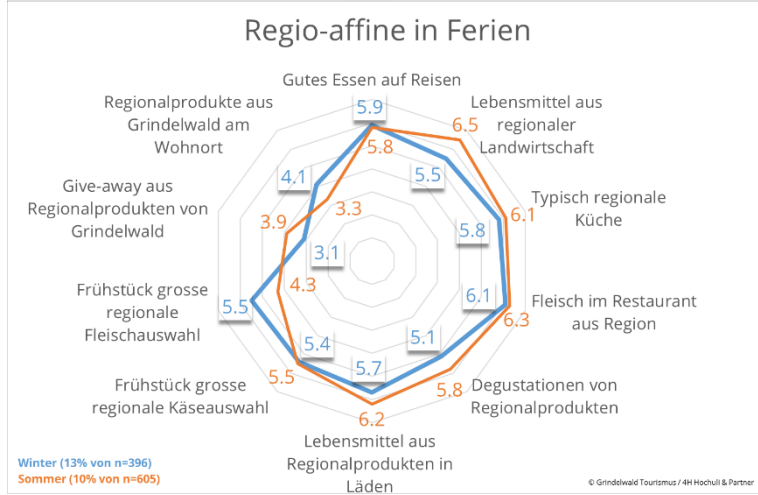 Regio-affine in Ferien
Gutes Essen auf Reisen
5.9
5.8
Lebensmittel aus
regionaler
Landwirtschaft
6.5
5.5
Typisch regionale
Küche
6.1
5.8
Fleisch im Restaurant
aus Region
6.1
6.3
Degustationen von
Regionalprodukten
5.1
5.8
Lebensmittel aus
Regionalprodukten in
Läden
5.7
6.2
Frühstück grosse
regionale Käseauswahl
5.4
5.5
Frühstück grosse
regionale
Fleischauswahl
5.5
4.3
Give-away aus
Regionalprodukten von
Grindelwald
3.9
3.1
Regionalprodukte aus
Grindelwald am
Wohnort
4.1
3.3
Winter (13% von n=396)
Sommer (10% von n=605)
© Grindelwald Tourismus / 4H Hochuli & Partner